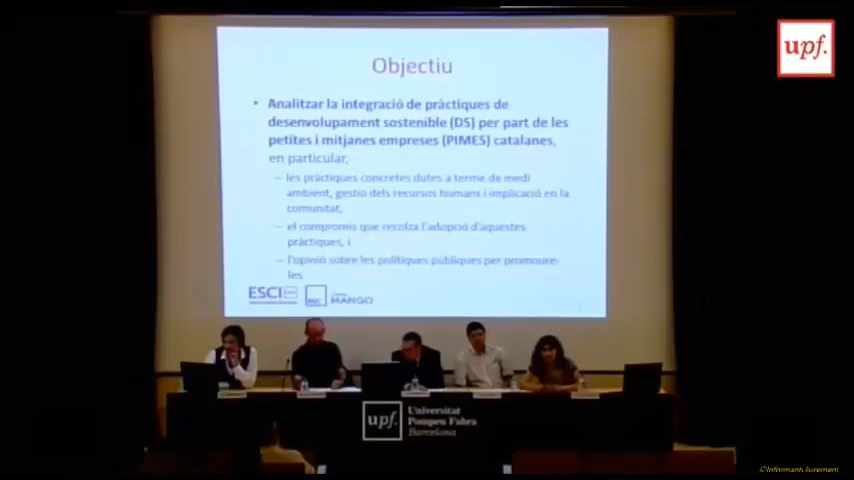 Objectiu
• Analitzar la integració de pràctiques de
desenvolupament sostenible (DS) per part de les
petites i mitjanes empreses (PIMES) catalanes,
en particular,
– les pràctiques concretes dutes a terme de medi
ambient, gestió dels recursos humans i implicació en la
comunitat,
– el compromís que recolza l'adopció d'aquestes
pràctiques, i
– l'opinió sobre les polítiques públiques per promoure-
les
ESCI
MANGO
upf.
upf.
Universitat
Pompeu Fabra
Barcelona